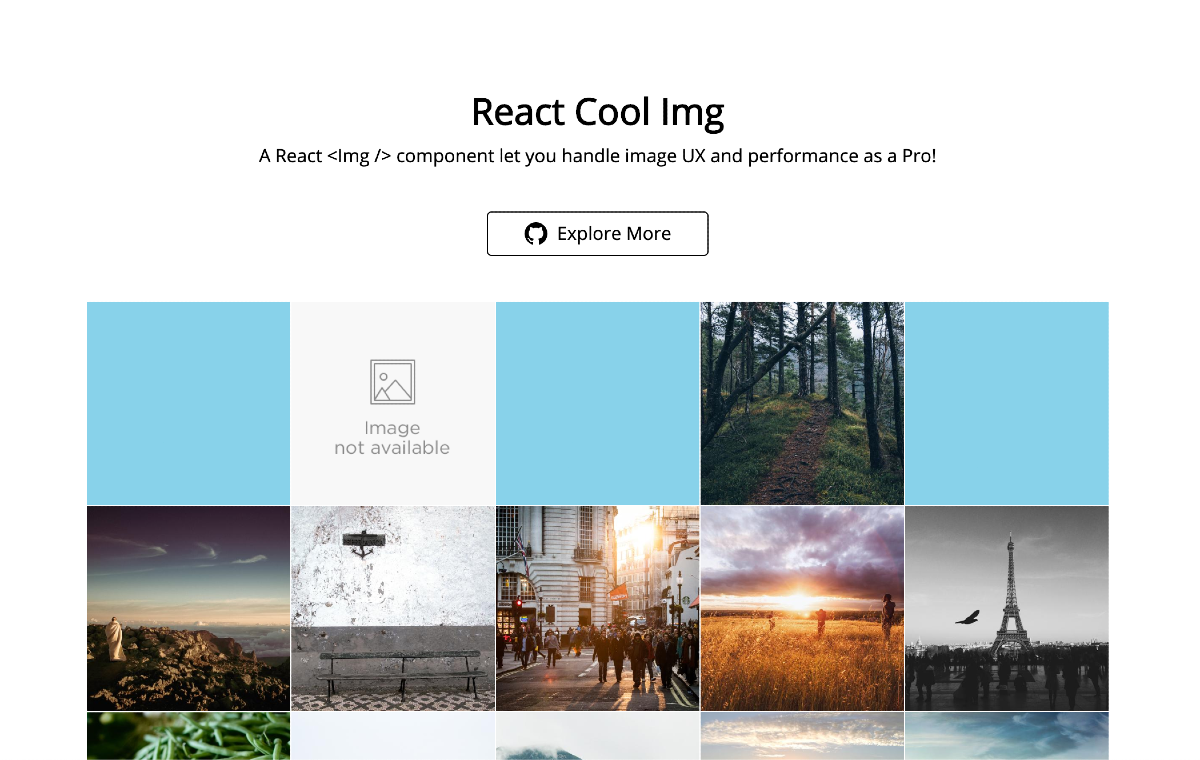 React Cool Img
A React <Img /> component let you handle image UX and performance as a Pro!
Explore More
Image
not available